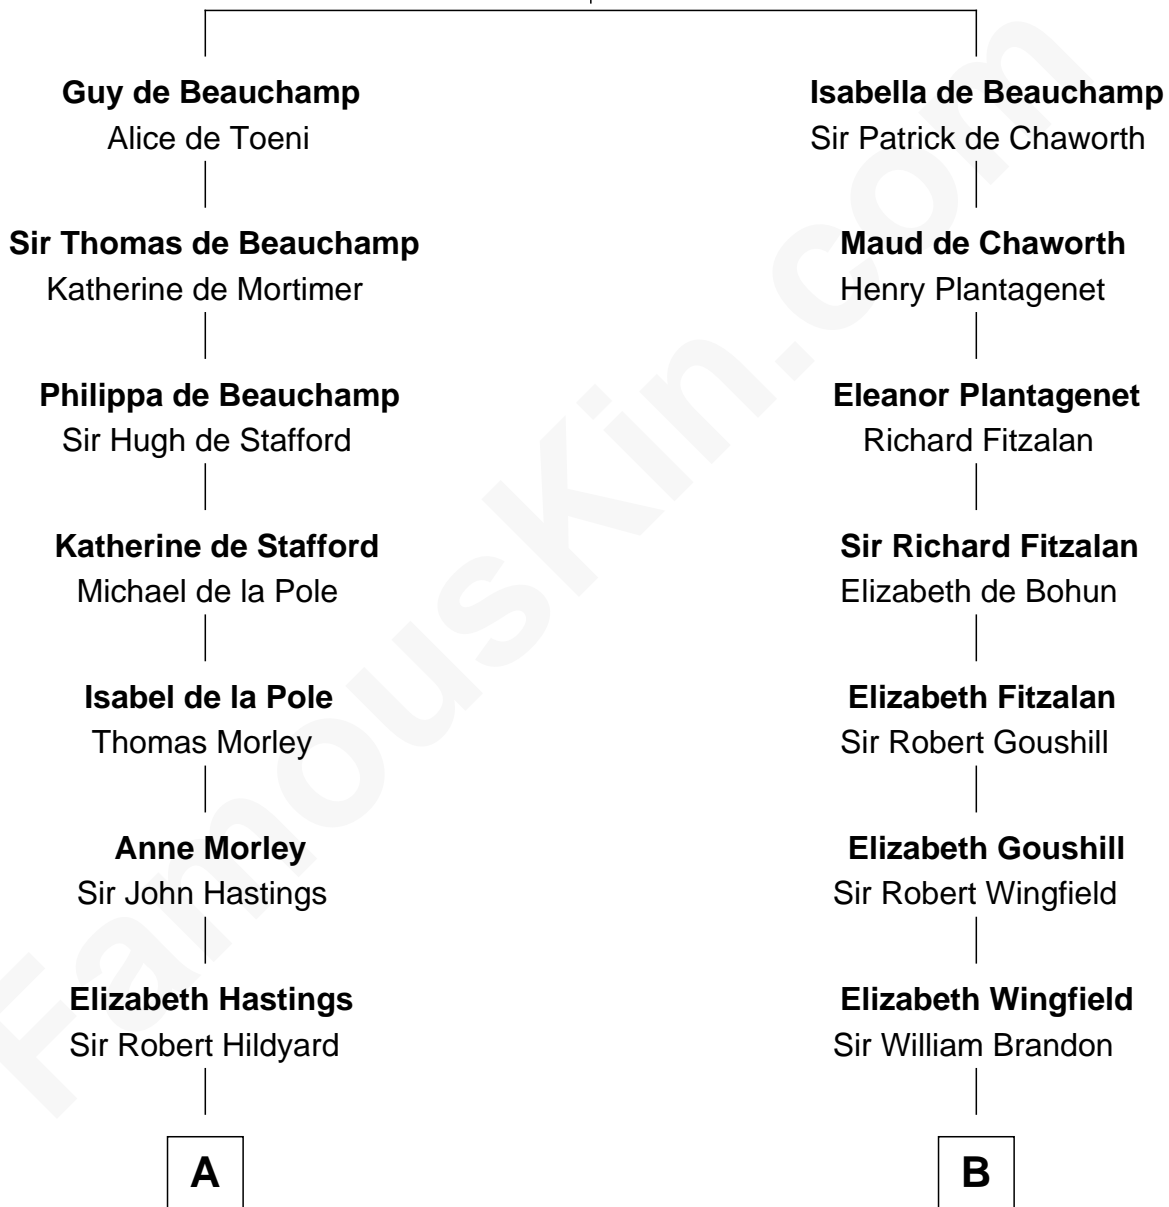 Guy de Beauchamp
Alice de Toeni
Isabella de Beauchamp
Sir Patrick de Chaworth
Sir Thomas de Beauchamp
Katherine de Mortimer
Maud de Chaworth
Henry Plantagenet
Philippa de Beauchamp
Sir Hugh de Stafford
Eleanor Plantagenet
Richard Fitzalan
Katherine de Stafford
Michael de la Pole
Sir Richard Fitzalan
Elizabeth de Bohun
Isabel de la Pole
Thomas Morley
Elizabeth Fitzalan
Sir Robert Goushill
Anne Morley
Sir John Hastings
Elizabeth Goushill
Sir Robert Wingfield
Elizabeth Hastings
Sir Robert Hildyard
Elizabeth Wingfield
Sir William Brandon
A
B
FamousKin.com